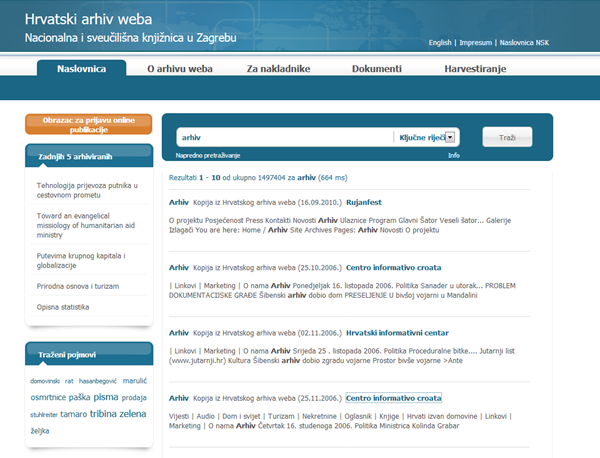 Hrvatski arhiv weba
Nacionalna i sveučilišna knjižnica u Zagrebu
English | Impresum | Naslovnica NSK
Naslovnica O arhivu weba Za nakladnike Dokumenti Harvestiranje
Obrazac za prijavu online
publikacije
Zadnjih 5 arhiviranih
Tehnologija prijevoza putnika u
cestovnom prometu
Toward an evangelical
missiology of humanitarian aid
ministry
Putevima krupnog kapitala i
globalizacije
Prirodna osnova i turizam
Opisna statistika
Traženi pojmovi
domovinski rat hasanbegović marulić
osmrtnice paška pisma prodaja
stuhlreiter tamaro tribina zelena
željka
arhiv Ključne riječi Traži
Napredno pretraživanje Info
Rezultati 1 - 10 od ukupno 1497404 za arhiv (664 ms)
Arhiv Kopija iz Hrvatskog arhiva weba (16.09.2010.) Rujanfest
O projektu Posjećenost Press Kontakti Novosti Arhiv Ulaznice Program Glavni Šator Veseli šator... Galerije
Izlagači You are here: Home / Arhiv Site Archives Pages: Arhiv Novosti O projektu
Arhiv Kopija iz Hrvatskog arhiva weba (25.10.2006.) Centro informativo croata
| Linkovi | Marketing | O nama Arhiv Ponedjeljak 16. listopada 2006. Politika Sanader u utorak... PROBLEM
DOKUMENTACIJSKE GRAĐE Šibenski arhiv dobio dom PRESELJENJE U bivšoj vojarni u Mandalini
Arhiv Kopija iz Hrvatskog arhiva weba (02.11.2006.) Hrvatski informativni centar
| Linkovi | Marketing | O nama Arhiv Srijeda 25 . listopada 2006. Politika Proceduralne bitke.... Jutarnji list
(www.jutarnji.hr) Kultura Šibenski arhiv dobio zgradu vojarne Prostor bivše vojarne >Ante
Arhiv Kopija iz Hrvatskog arhiva weba (25.11.2006.) Centro informativo croata
Vijesti | Audio | Dom i svijet | Turizam | Nekretnine | Oglasnik | Knjige | Hrvati izvan domovine | Linkovi |
Marketing | O nama Arhiv Četvrtak 16. studenoga 2006. Politika Ministrica Kolinda Grabar